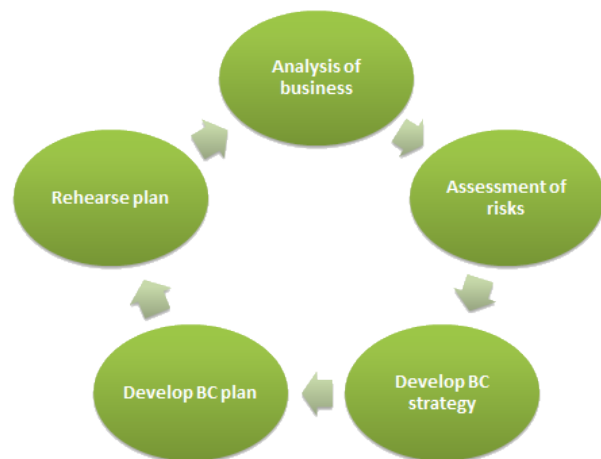 Analysis of
business
Assessment of
risks
Develop BC
strategy
Develop BC plan
Rehearse plan